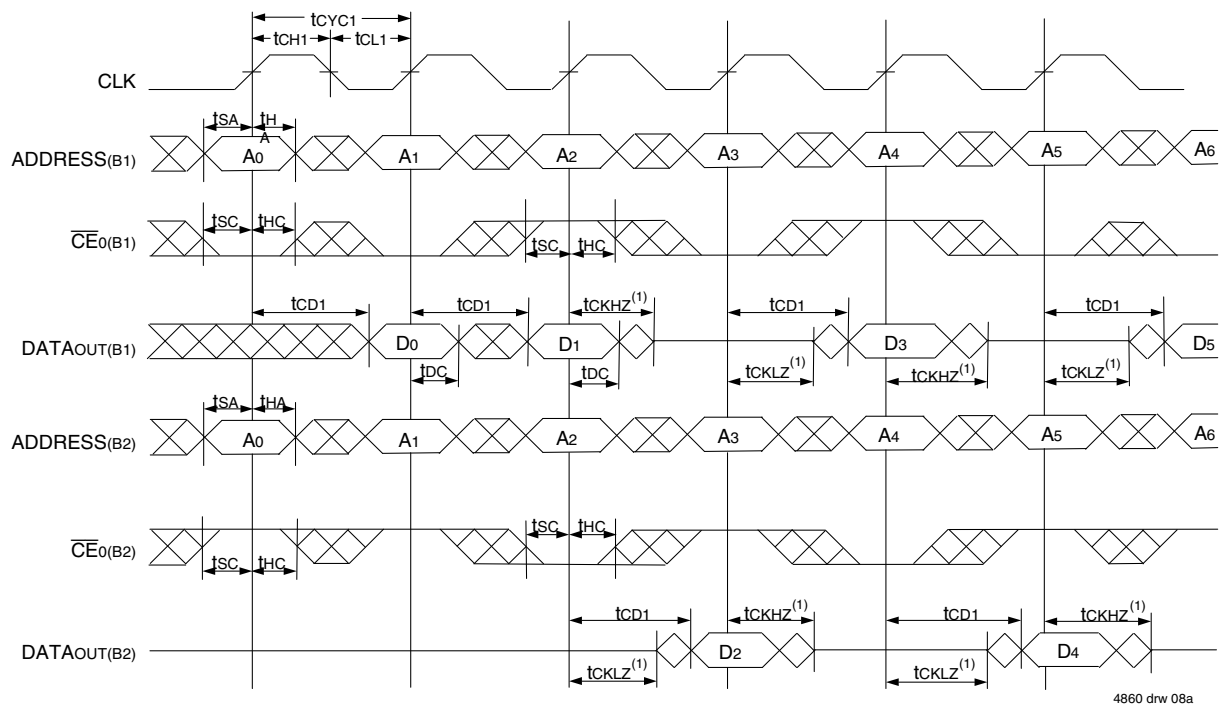 tCYC1
tCH1 tCL1
CLK
tSA tH
A
ADDRESS(B1) A0 A1 A2 A3 A4 A5 A6
tSC tHC
CE0(B1)
tSC tHC
tCD1 tCD1 tCKHZ(1) tCD1 tCD1
DATAOUT(B1) D0 D1 D3 D5
tDC tDC tCKLZ(1) tCKHZ(1) tCKLZ(1)
tSA tHA
ADDRESS(B2) A0 A1 A2 A3 A4 A5 A6
tSC tHC
CE0(B2)
tSC tHC
tCD1 tCKHZ(1) tCD1 tCKHZ(1)
DATAOUT(B2) D2 D4
tCKLZ(1) tCKLZ(1)
4860 drw 08a